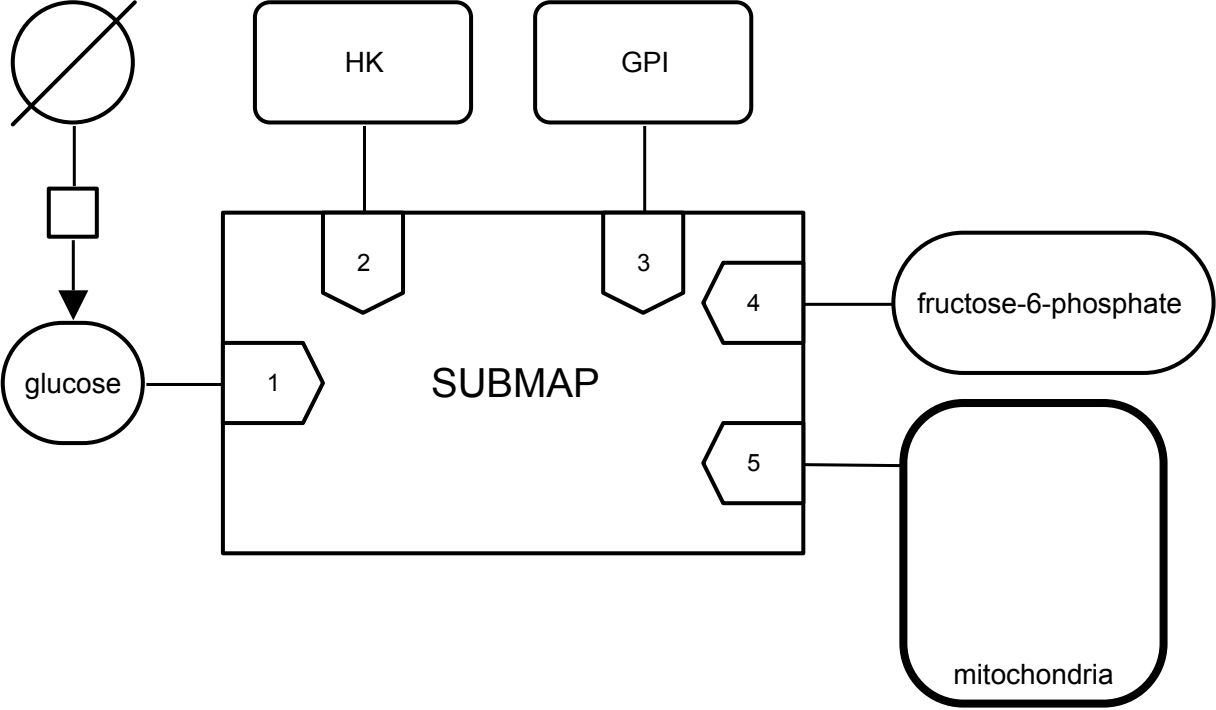 HK
GPI
2
3
4
fructose-6-phosphate
glucose
1
SUBMAP
5
mitochondria